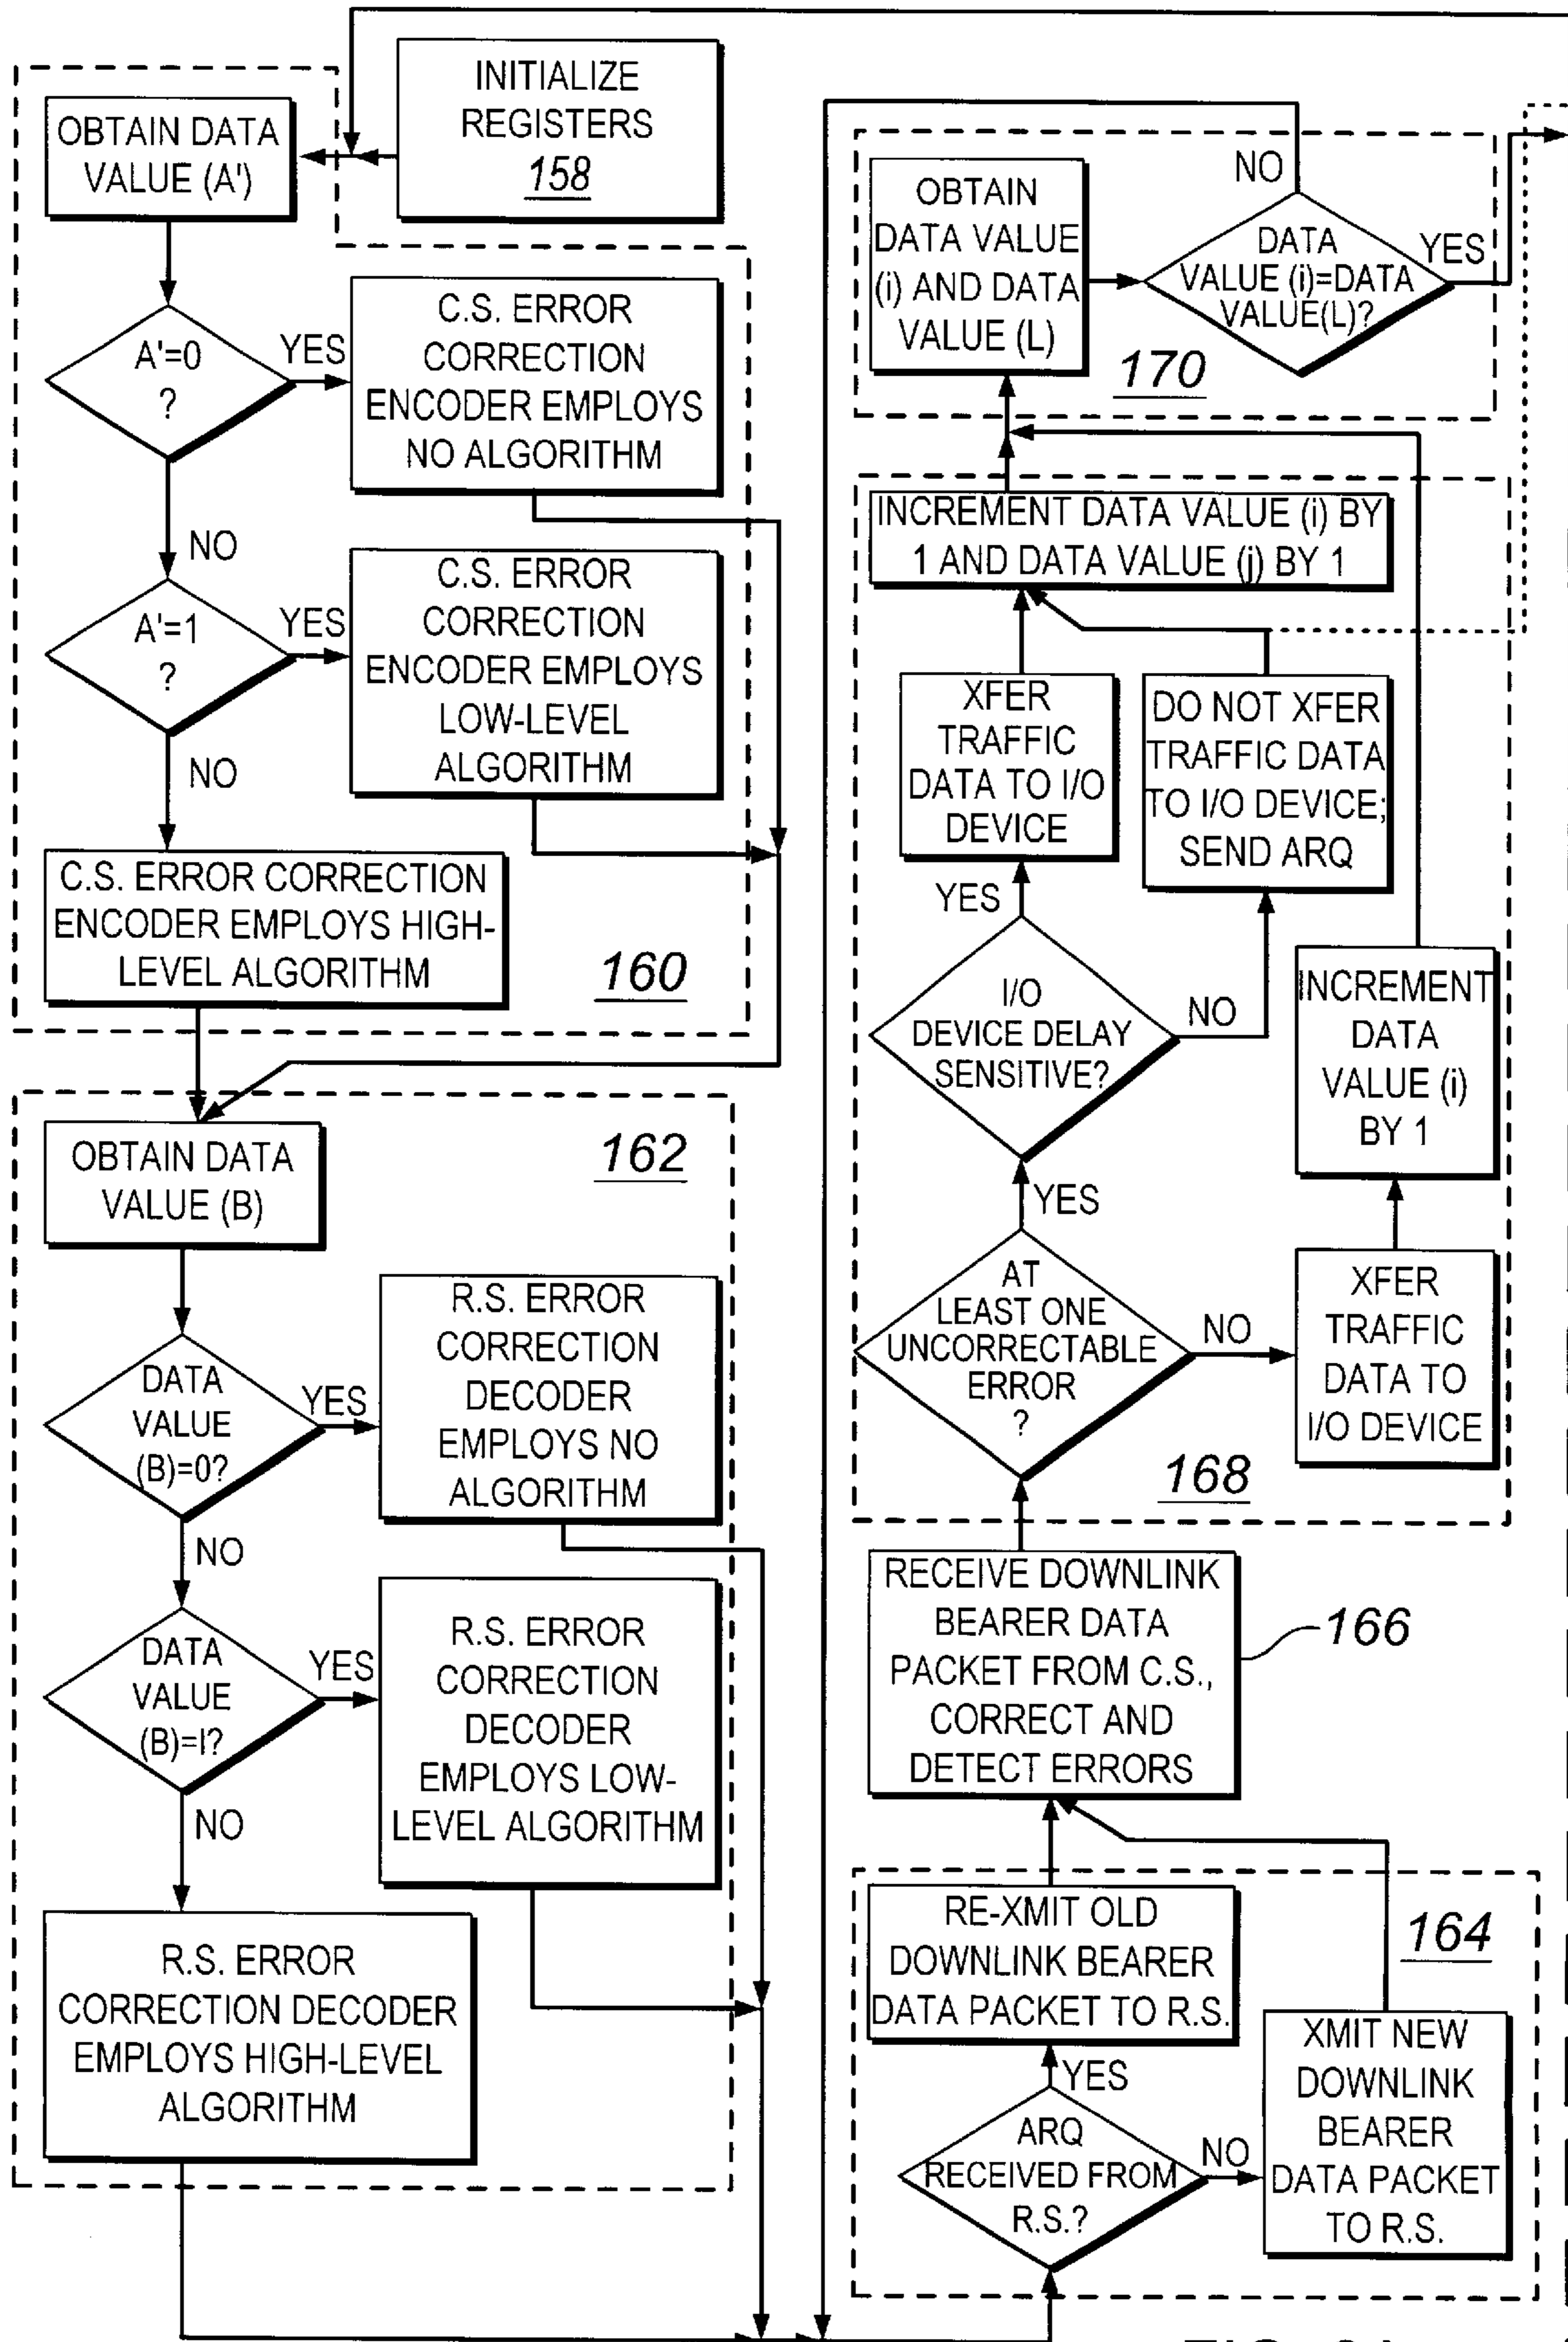 INITIALIZE
REGISTERS
158
OBTAIN DATA
VALUE (A')
A'=0
?
YES
C.S. ERROR
CORRECTION
ENCODER EMPLOYS
NO ALGORITHM
NO
A'=1
?
YES
C.S. ERROR
CORRECTION
ENCODER EMPLOYS
LOW-LEVEL
ALGORITHM
NO
C.S. ERROR CORRECTION
ENCODER EMPLOYS HIGH-
LEVEL ALGORITHM
160
OBTAIN DATA
VALUE (B)
162
DATA
VALUE
(B)=0?
YES
R.S. ERROR
CORRECTION
DECODER
EMPLOYS NO
ALGORITHM
NO
DATA
VALUE
(B)=I?
YES
R.S. ERROR
CORRECTION
DECODER
EMPLOYS LOW-
LEVEL ALGORITHM
NO
R.S. ERROR
CORRECTION DECODER
EMPLOYS HIGH-LEVEL
ALGORITHM
OBTAIN
DATA VALUE
(i) AND DATA
VALUE (L)
NO
DATA
VALUE (i)=DATA
VALUE(L)?
YES
170
INCREMENT DATA VALUE (i) BY
1 AND DATA VALUE (j) BY 1
XFER
TRAFFIC
DATA TO I/O
DEVICE
DO NOT XFER
TRAFFIC DATA
TO I/O DEVICE;
SEND ARQ
YES
I/O
DEVICE DELAY
SENSITIVE?
NO
INCREMENT
DATA
VALUE (i)
BY 1
YES
AT
LEAST ONE
UNCORRECTABLE
ERROR
?
NO
XFER
TRAFFIC
DATA TO
I/O DEVICE
168
RECEIVE DOWNLINK
BEARER DATA
PACKET FROM C.S.,
CORRECT AND
DETECT ERRORS
166
RE-XMIT OLD
DOWNLINK BEARER
DATA PACKET TO R.S.
164
YES
ARQ
RECEIVED FROM
R.S.?
NO
XMIT NEW
DOWNLINK
BEARER
DATA PACKET
TO R.S.